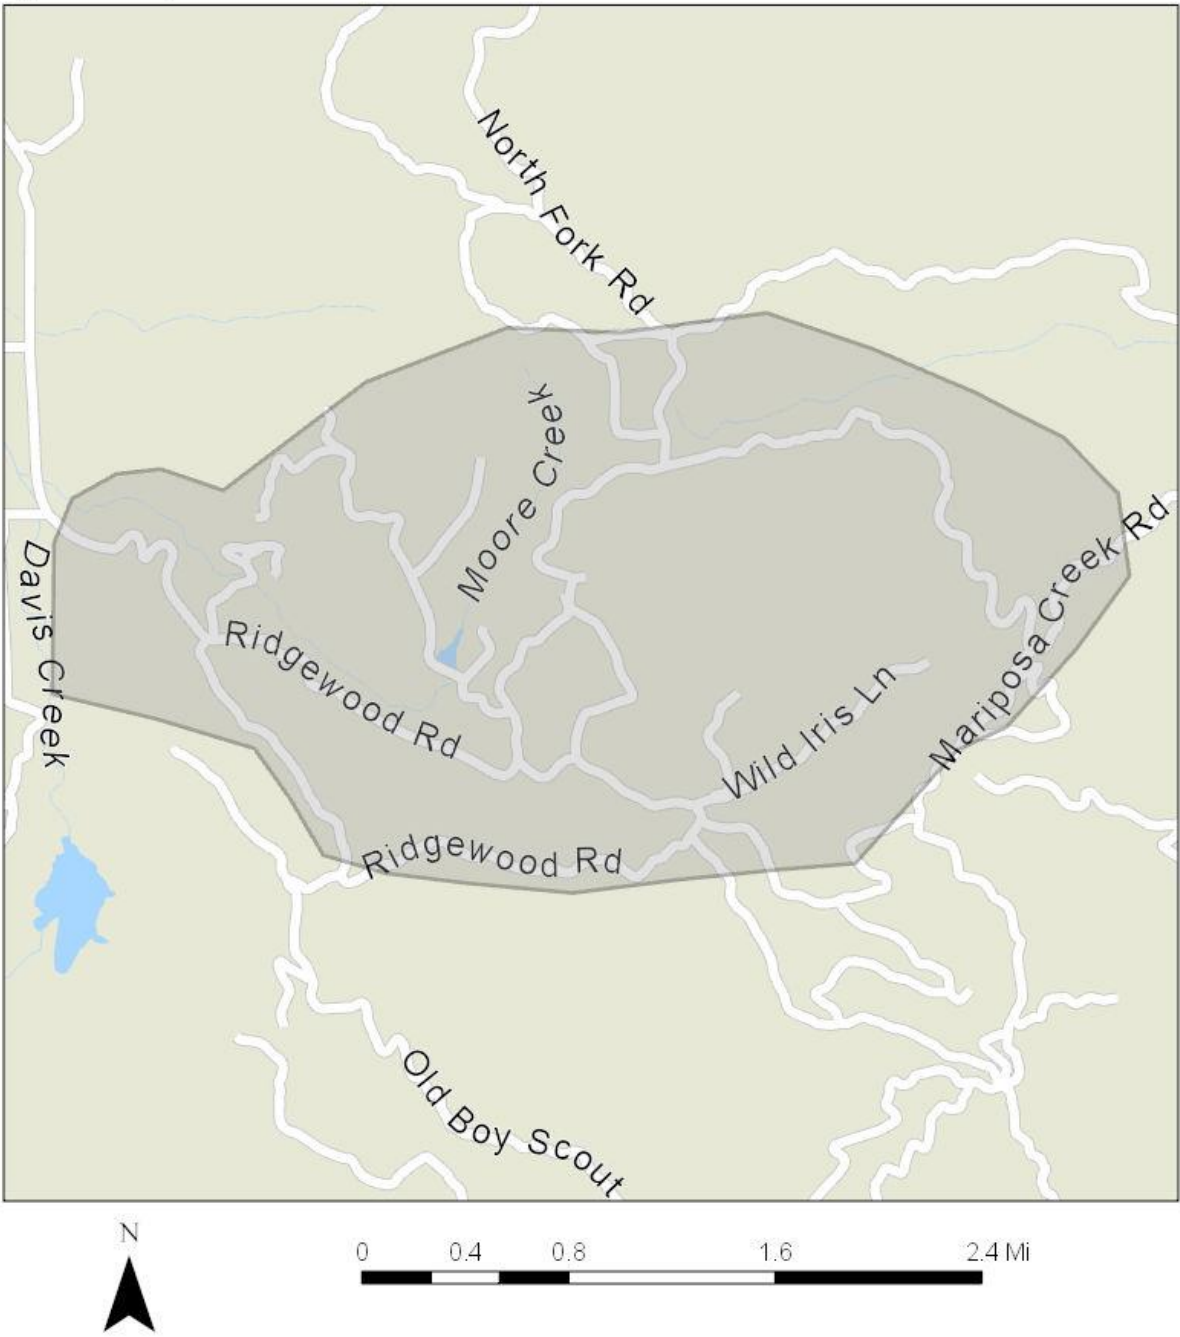 North Fork Rd
Moore Creek
Davis Creek
Ridgewood Rd
Mariposa Creek Rd
Wild Iris Ln
Ridgewood Rd
Old Boy Scout
N
0 0.4 0.8 1.6 2.4 Mi